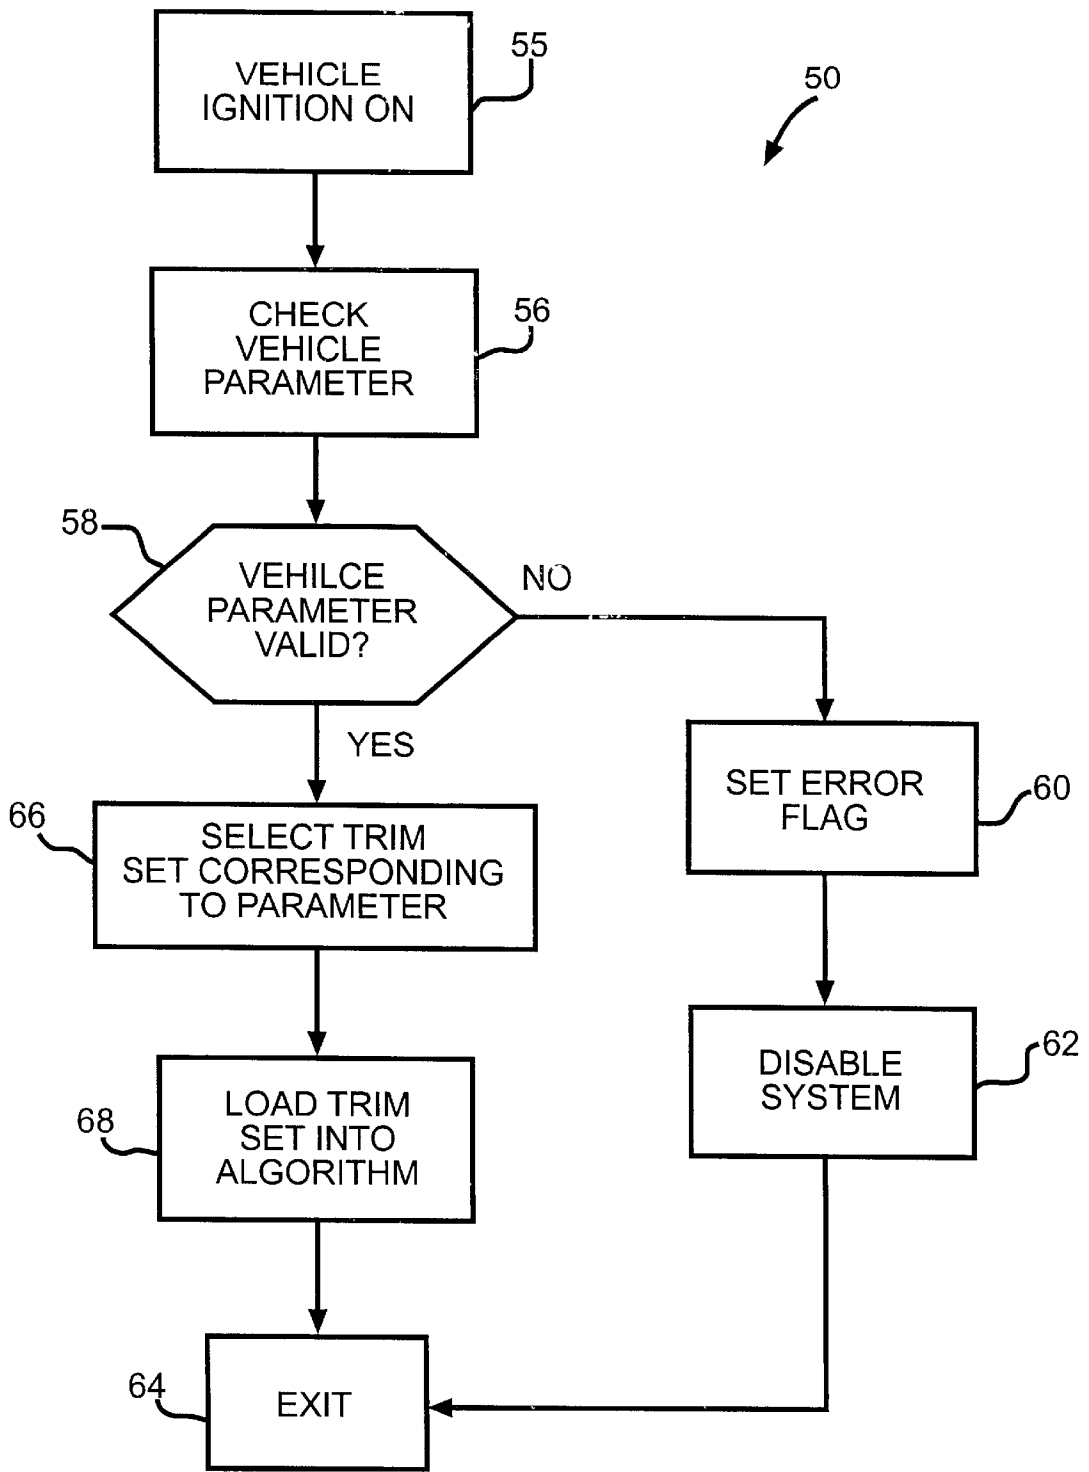 VEHICLE
IGNITION ON
55
50
CHECK
VEHICLE
PARAMETER
56
58
VEHILCE
PARAMETER
VALID?
NO
YES
66
SELECT TRIM
SET CORRESPONDING
TO PARAMETER
SET ERROR
FLAG
60
68
LOAD TRIM
SET INTO
ALGORITHM
DISABLE
SYSTEM
62
64
EXIT